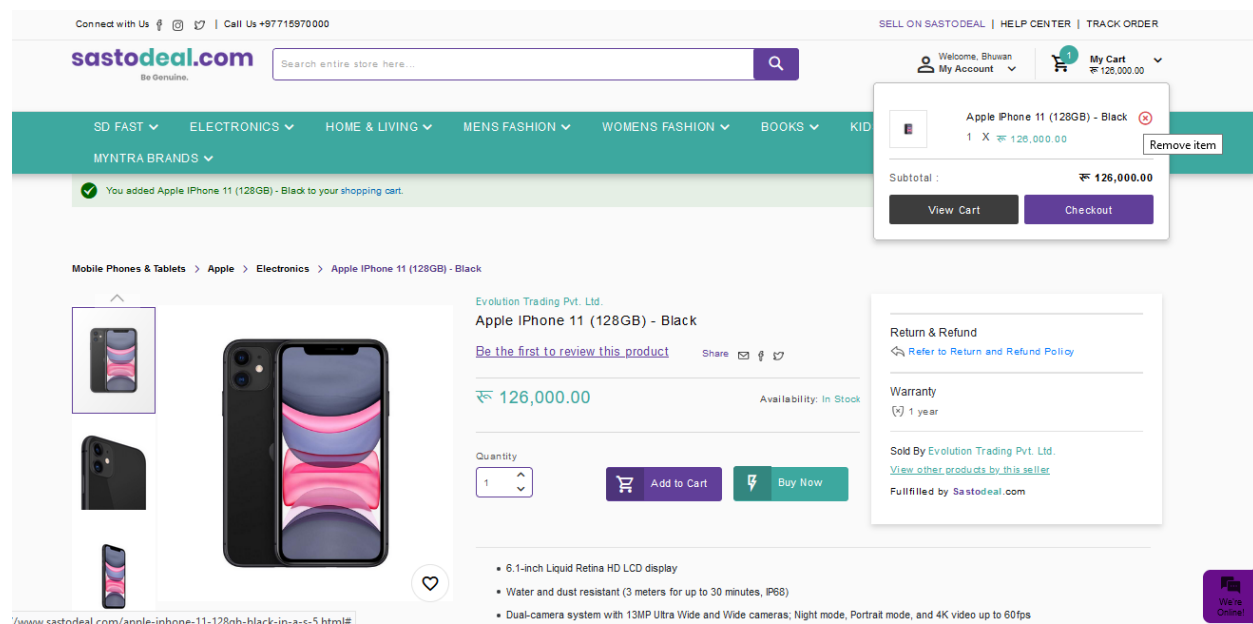 Connect with Us | Call Us +97715970000
SELL ON SASTODEAL | HELP CENTER | TRACK ORDER
sastodeal.com
Be Genuine.
Search entire store here...
Welcome, Bhuwan
My Account
1
My Cart
रू 126,000.00
SD FAST ELECTRONICS HOME & LIVING MENS FASHION WOMENS FASHION BOOKS KID
MYNTRA BRANDS
Apple IPhone 11 (128GB) - Black
1 X रू 126,000.00
Remove item
Subtotal : रू 126,000.00
View Cart Checkout
You added Apple IPhone 11 (128GB) - Black to your shopping cart.
Mobile Phones & Tablets > Apple > Electronics > Apple IPhone 11 (128GB) - Black
Evolution Trading Pvt. Ltd.
Apple IPhone 11 (128GB) - Black
Be the first to review this product Share
रू 126,000.00 Availability: In Stock
Quantity
1 Add to Cart Buy Now
Return & Refund
Refer to Return and Refund Policy
Warranty
1 year
Sold By Evolution Trading Pvt. Ltd.
View other products by this seller
Fullfilled by Sastodeal.com
• 6.1-inch Liquid Retina HD LCD display
• Water and dust resistant (3 meters for up to 30 minutes, IP68)
• Dual-camera system with 13MP Ultra Wide and Wide cameras; Night mode, Portrait mode, and 4K video up to 60fps
We're
Online!
/www.sastodeal.com/apple-iphone-11-128gb-black-in-a-s-5.html#